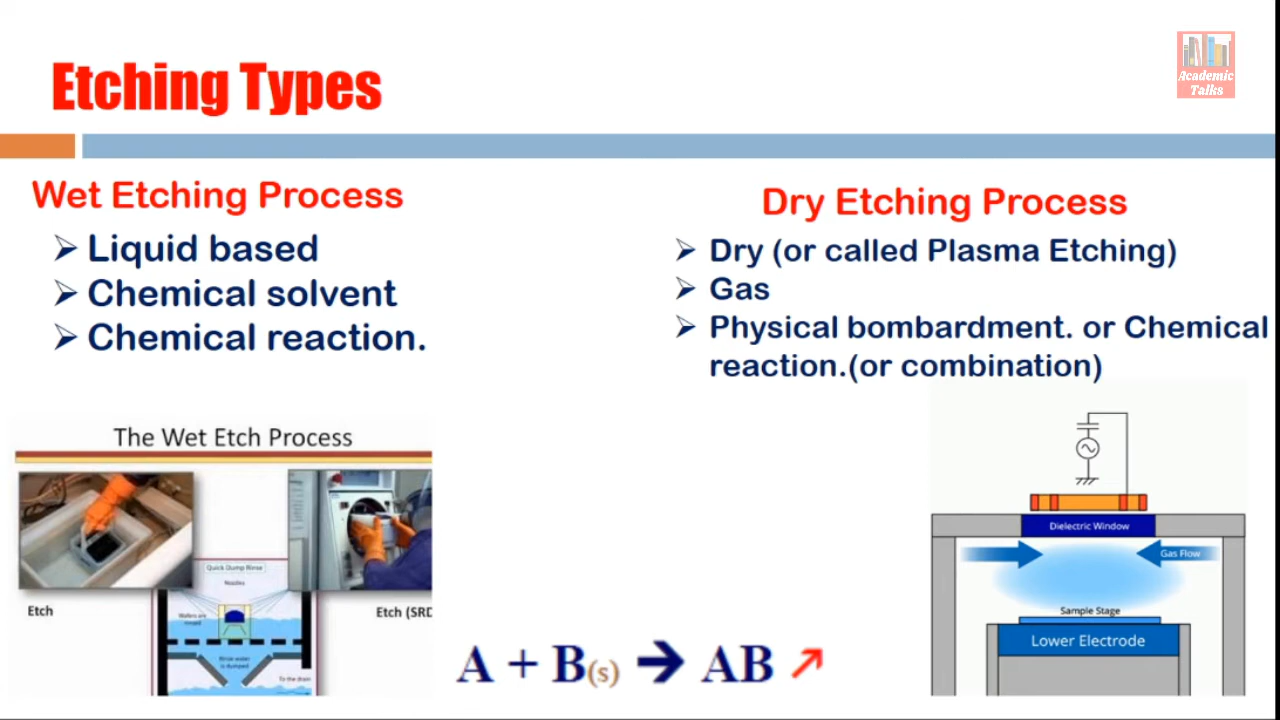 Etching Types
Academic
Talks
Wet Etching Process
➢ Liquid based
➢ Chemical solvent
➢ Chemical reaction.
Dry Etching Process
➢ Dry (or called Plasma Etching)
➢ Gas
➢ Physical bombardment. or Chemical
reaction.(or combination)
The Wet Etch Process
Quick Dump Rinse
Nozzles
Etch
Etch (SRD
Wafers are
rinsed
Rinse water
is dumped
To the drain
A + B(s) ➔ AB ↗
Dielectric Window
Gas Flow
Sample Stage
Lower Electrode